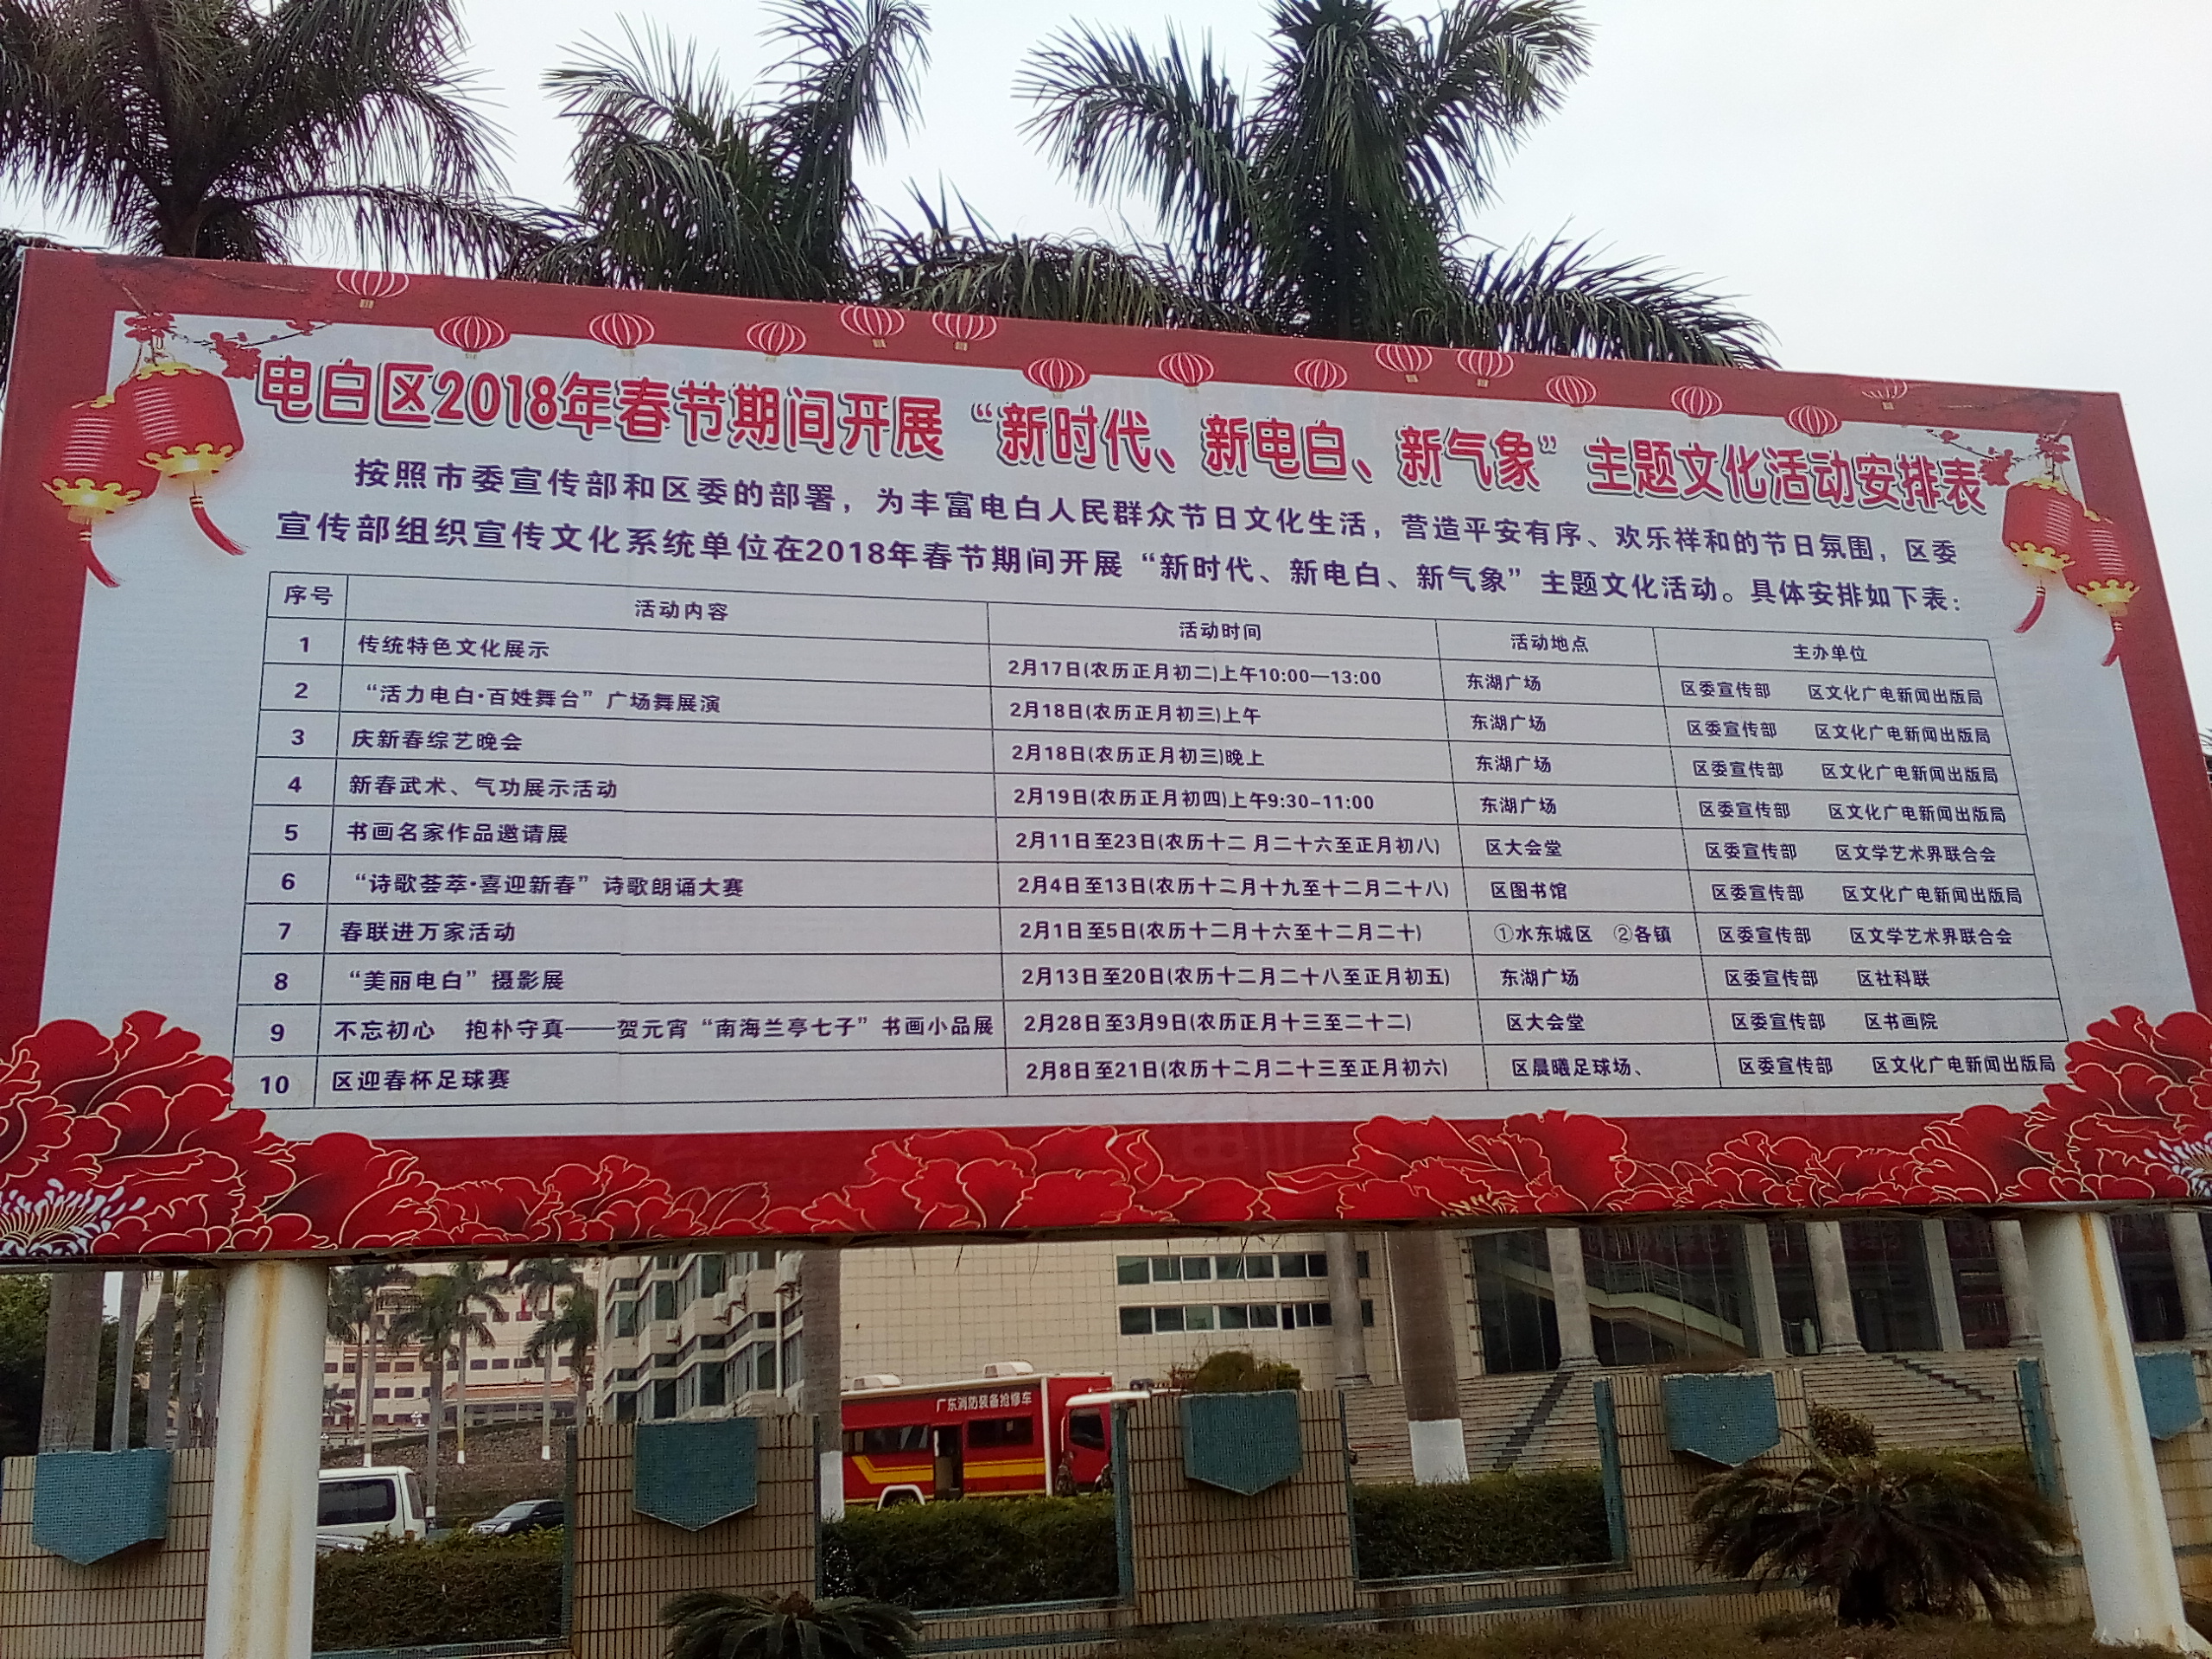 电白区2018年春节期间开展“新时代、新电白、新气象”主题文化活动安排表
按照市委宣传部和区委的部署，为丰富电白人民群众节日文化生活，营造平安有序、欢乐祥和的节日氛围，区委
宣传部组织宣传文化系统单位在2018年春节期间开展“新时代、新电白、新气象”主题文化活动。具体安排如下表：
序号 活动内容 活动时间 活动地点 主办单位
1 传统特色文化展示 2月17日(农历正月初二)上午10:00—13:00 东湖广场 区委宣传部 区文化广电新闻出版局
2 “活力电白·百姓舞台”广场舞展演 2月18日(农历正月初三)上午 东湖广场 区委宣传部 区文化广电新闻出版局
3 庆新春综艺晚会 2月18日(农历正月初三)晚上 东湖广场 区委宣传部 区文化广电新闻出版局
4 新春武术、气功展示活动 2月19日(农历正月初四)上午9:30-11:00 东湖广场 区委宣传部 区文化广电新闻出版局
5 书画名家作品邀请展 2月11日至23日(农历十二 月二十六至正月初八) 区大会堂 区委宣传部 区文学艺术界联合会
6 “诗歌荟萃·喜迎新春”诗歌朗诵大赛 2月4日至13日(农历十二月十九至十二月二十八) 区图书馆 区委宣传部 区文化广电新闻出版局
7 春联进万家活动 2月1日至5日(农历十二月十六至十二月二十) ①水东城区 ②各镇 区委宣传部 区文学艺术界联合会
8 “美丽电白”摄影展 2月13日至20日(农历十二月二十八至正月初五) 东湖广场 区委宣传部 区社科联
9 不忘初心 抱朴守真——贺元宵“南海兰亭七子”书画小品展 2月28日至3月9日(农历正月十三至二十二) 区大会堂 区委宣传部 区书画院
10 区迎春杯足球赛 2月8日至21日(农历十二月二十三至正月初六) 区晨曦足球场、 区委宣传部 区文化广电新闻出版局
广东消防装备抢修车